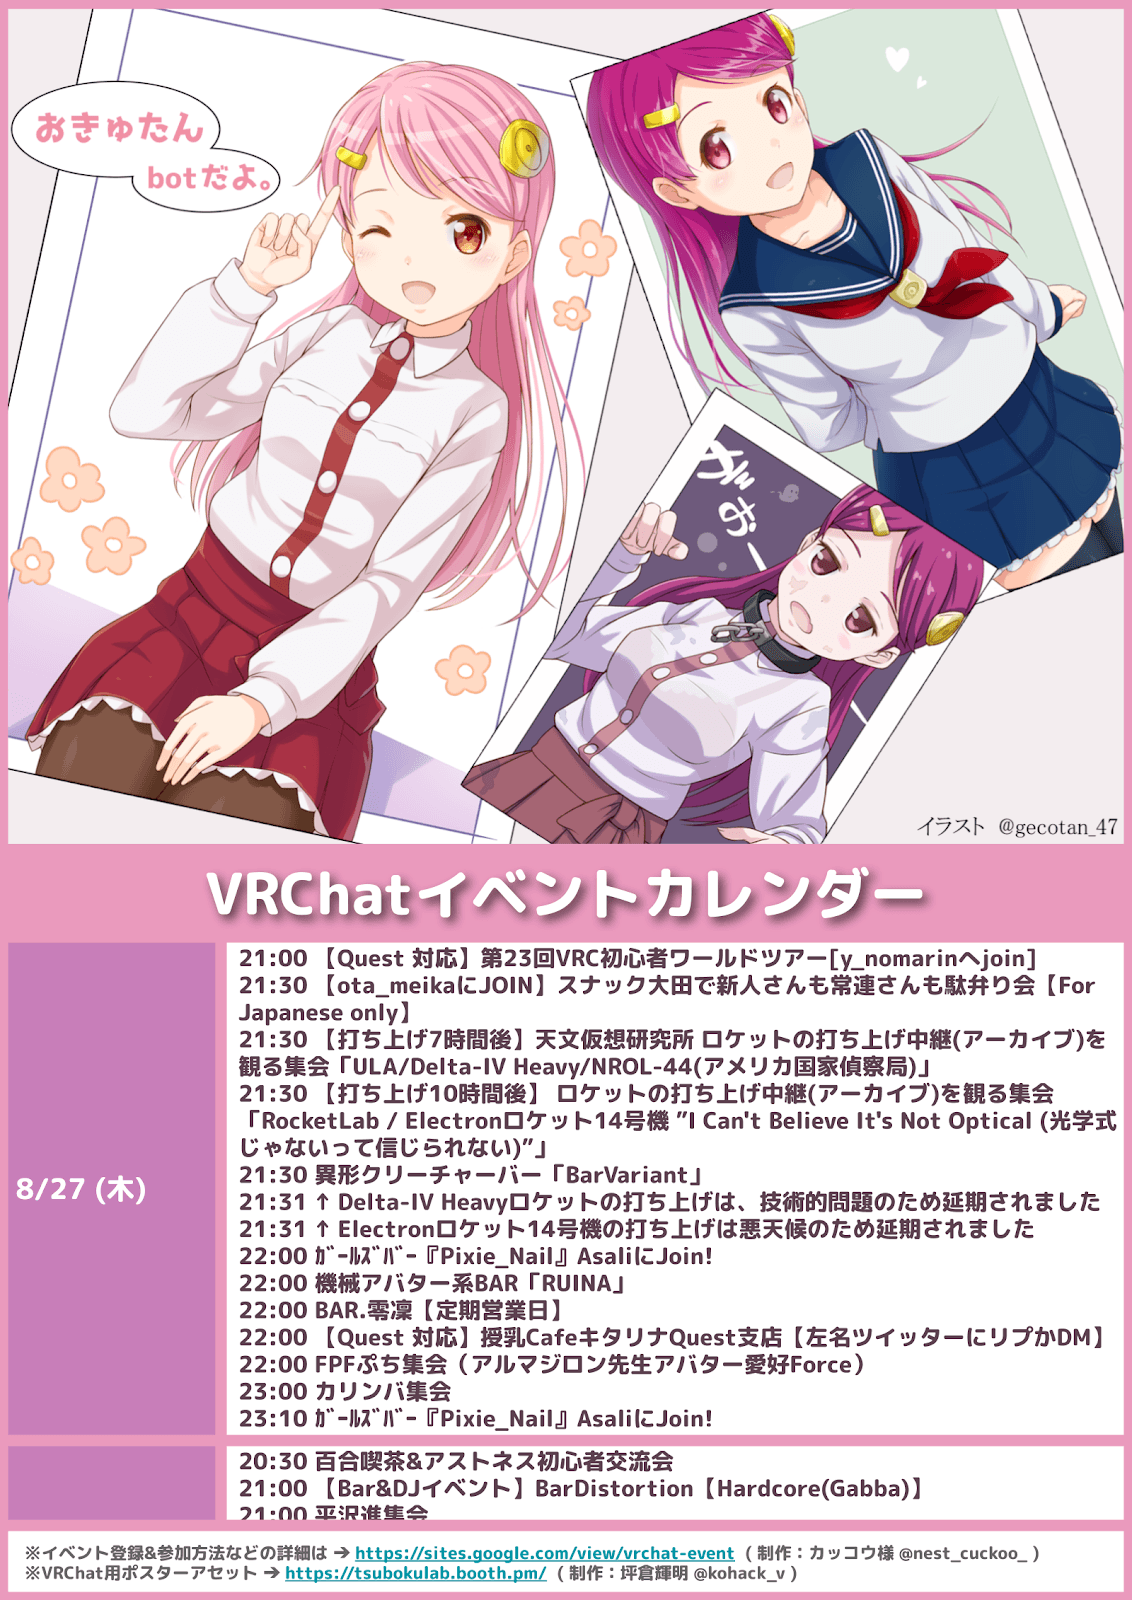 おきゅたん
botだよ。
がおー
イラスト @gecotan_47
VRChatイベントカレンダー
8/27 (木)
21:00 【Quest 対応】第23回VRC初心者ワールドツアー[y_nomarinへjoin]
21:30 【ota_meikaにJOIN】スナック大田で新人さんも常連さんも駄弁り会【For
Japanese only】
21:30 【打ち上げ7時間後】天文仮想研究所 ロケットの打ち上げ中継(アーカイブ)を
観る集会「ULA/Delta-IV Heavy/NROL-44(アメリカ国家偵察局)」
21:30 【打ち上げ10時間後】 ロケットの打ち上げ中継(アーカイブ)を観る集会
「RocketLab / Electronロケット14号機 ”I Can't Believe It's Not Optical (光学式
じゃないって信じられない)”」
21:30 異形クリーチャーバー「BarVariant」
21:31 ↑ Delta-IV Heavyロケットの打ち上げは、技術的問題のため延期されました
21:31 ↑ Electronロケット14号機の打ち上げは悪天候のため延期されました
22:00 ｶﾞｰﾙｽﾞﾊﾞｰ『Pixie_Nail』AsaliにJoin!
22:00 機械アバター系BAR「RUINA」
22:00 BAR.零凜【定期営業日】
22:00 【Quest 対応】授乳CafeキタリナQuest支店【左名ツイッターにリプかDM】
22:00 FPFぷち集会（アルマジロン先生アバター愛好Force）
23:00 カリンバ集会
23:10 ｶﾞｰﾙｽﾞﾊﾞｰ『Pixie_Nail』AsaliにJoin!
20:30 百合喫茶&アストネス初心者交流会
21:00 【Bar&DJイベント】BarDistortion【Hardcore(Gabba)】
21:00 平沢進集会
※イベント登録&参加方法などの詳細は → https://sites.google.com/view/vrchat-event ( 制作：カッコウ様 @nest_cuckoo_ )
※VRChat用ポスターアセット → https://tsubokulab.booth.pm/ ( 制作：坪倉輝明 @kohack_v )